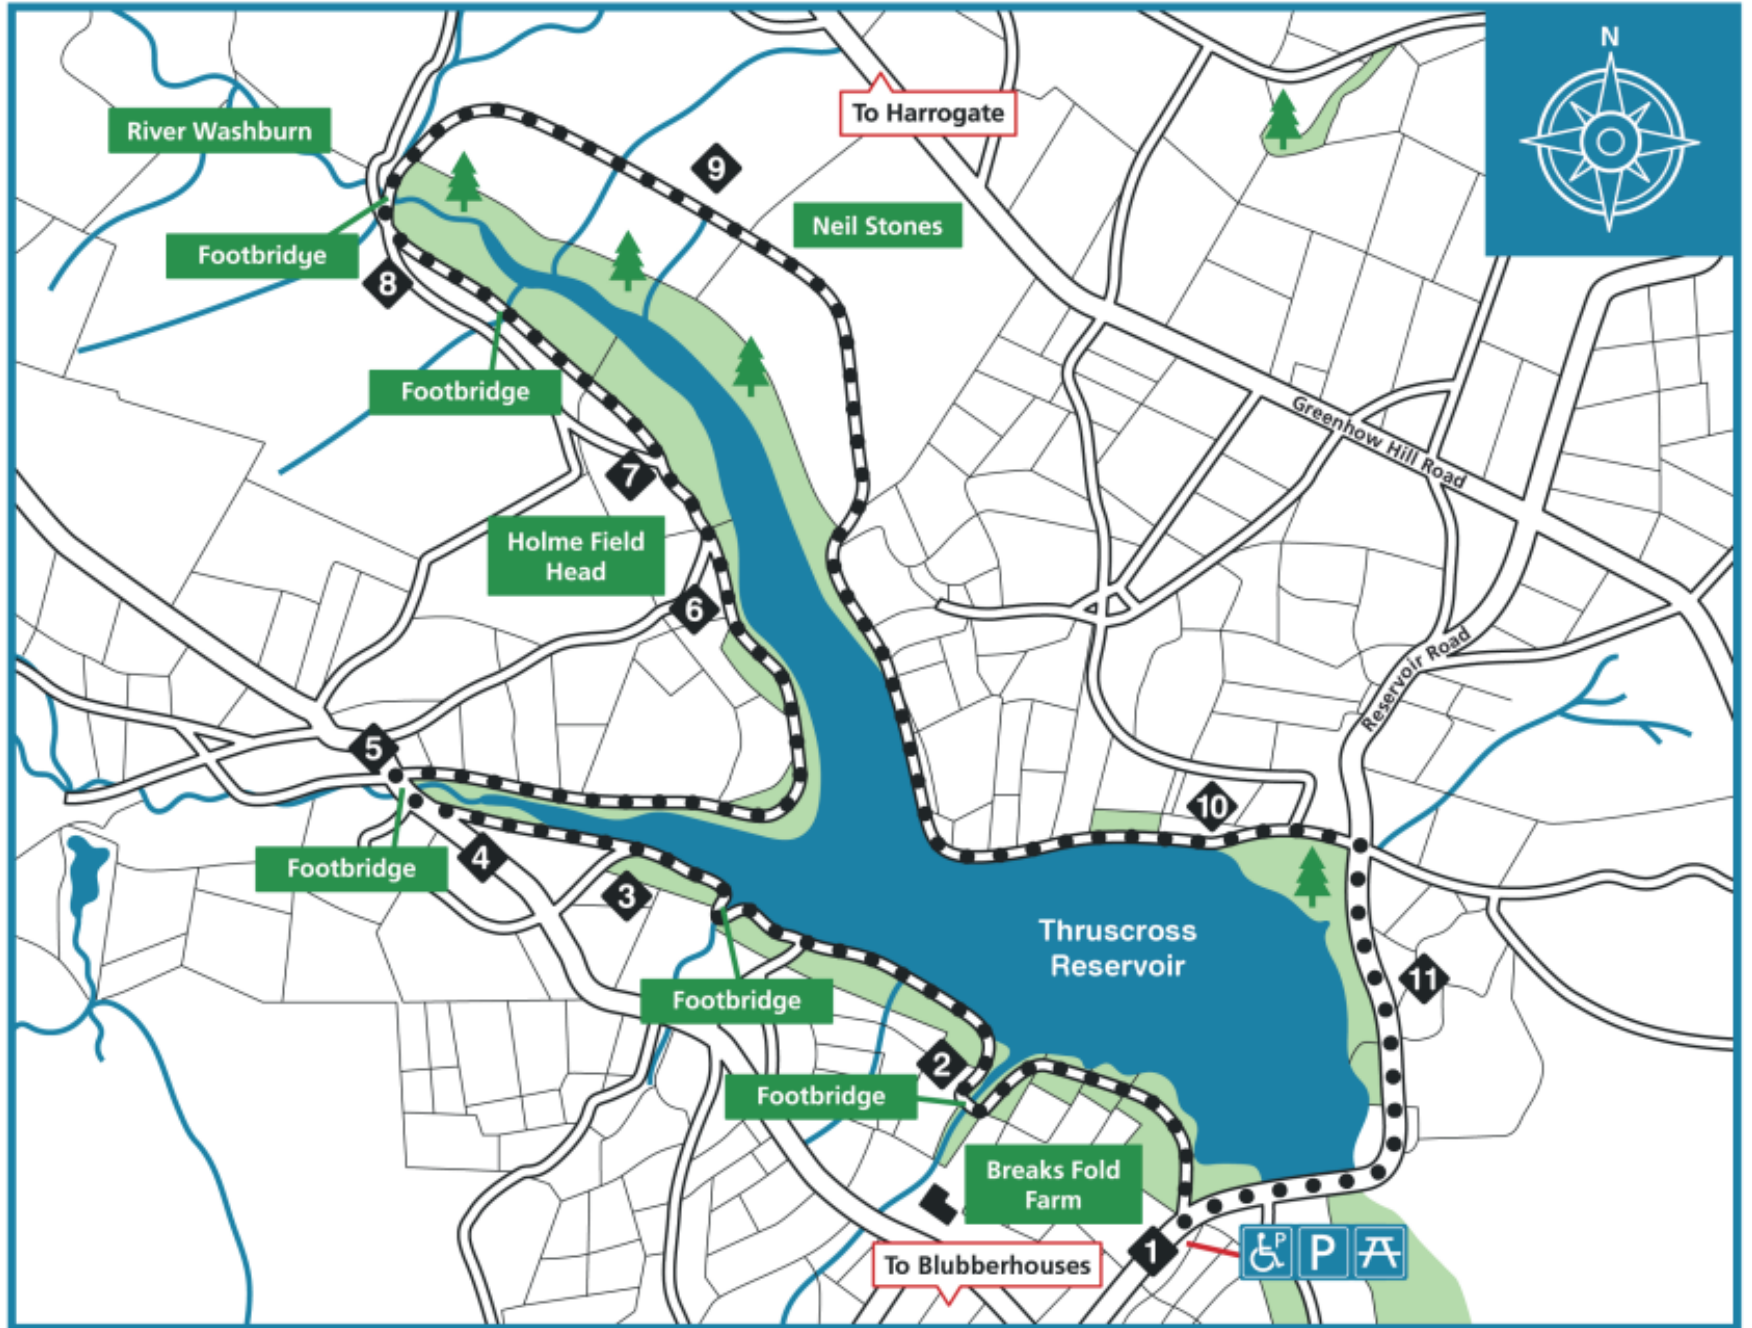 N
To Harrogate
River Washburn
9
Neil Stones
Footbridye
8
Footbridge
Greenhow Hill Road
7
Holme Field
Head
6
Reservoir Road
5
10
Footbridge
4
3
Thruscross
Reservoir
11
Footbridge
2
Footbridge
Breaks Fold
Farm
1
P
P
To Blubberhouses